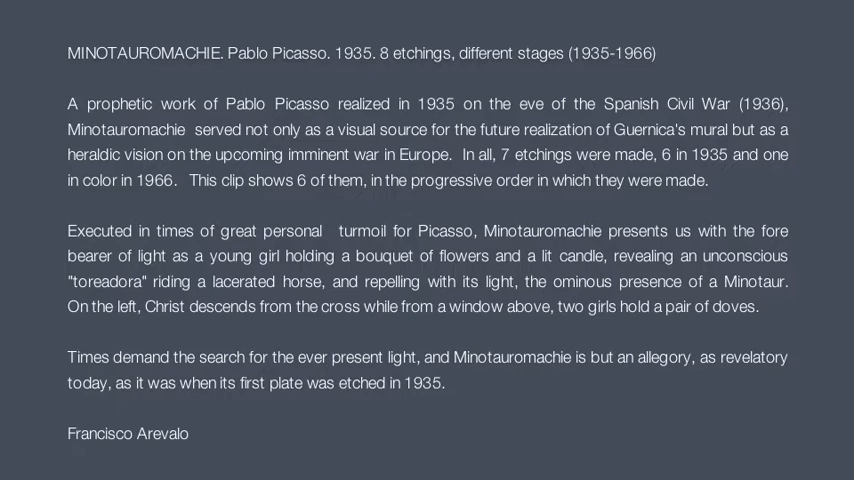 MINOTAUROMACHIE. Pablo Picasso. 1935. 8 etchings, different stages (1935-1966)
A prophetic work of Pablo Picasso realized in 1935 on the eve of the Spanish Civil War (1936),
Minotauromachie served not only as a visual source for the future realization of Guernica's mural but as a
heraldic vision on the upcoming imminent war in Europe. In all, 7 etchings were made, 6 in 1935 and one
in color in 1966. This clip shows 6 of them, in the progressive order in which they were made.
Executed in times of great personal turmoil for Picasso, Minotauromachie presents us with the fore
bearer of light as a young girl holding a bouquet of flowers and a lit candle, revealing an unconscious
"toreadora" riding a lacerated horse, and repelling with its light, the ominous presence of a Minotaur.
On the left, Christ descends from the cross while from a window above, two girls hold a pair of doves.
Times demand the search for the ever present light, and Minotauromachie is but an allegory, as revelatory
today, as it was when its first plate was etched in 1935.
Francisco Arevalo